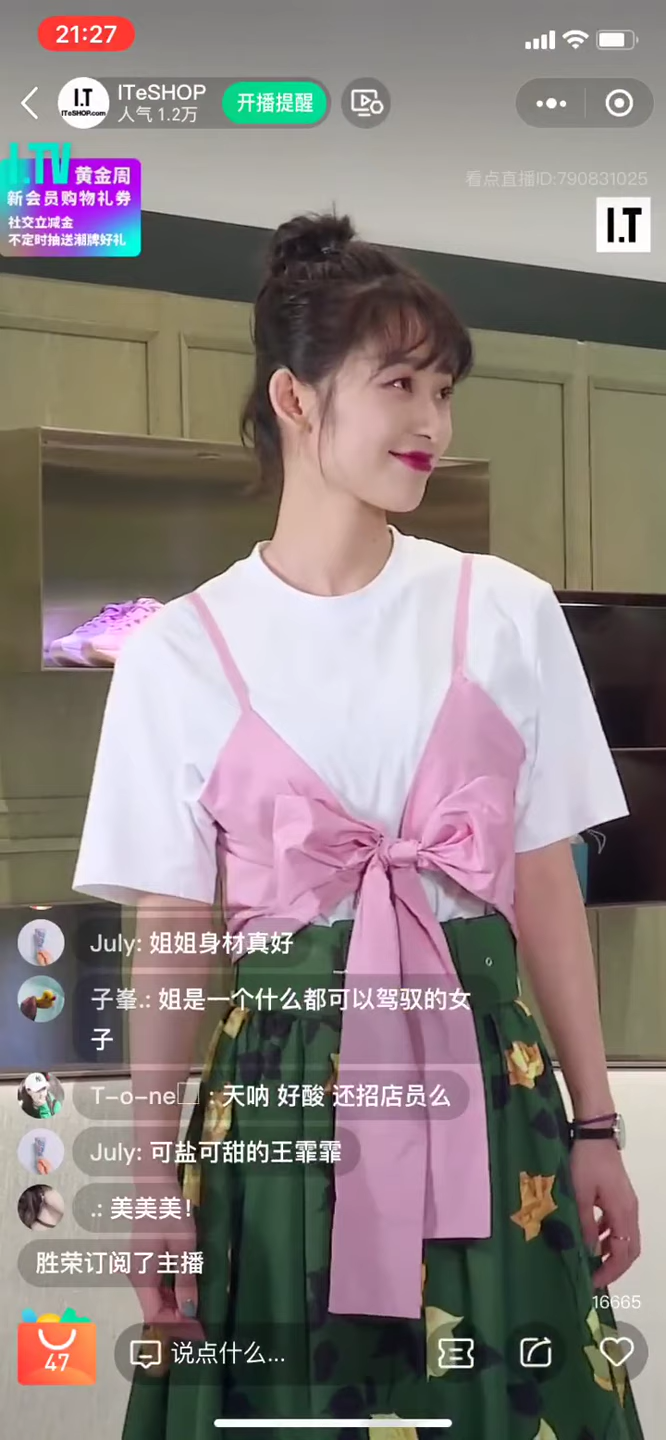 21:27
I.T
ITeSHOP.com
ITeSHOP
人气 1.2万
开播提醒
I.TV
黄金周
新会员购物礼券
社交立减金
不定时抽送潮牌好礼
看点直播ID:790831025
I.T
July: 姐姐身材真好
子峯.: 姐是一个什么都可以驾驭的女
子
T-o-ne□ : 天呐 好酸 还招店员么
July: 可盐可甜的王霏霏
.: 美美美!
胜荣订阅了主播
16665
47
说点什么...